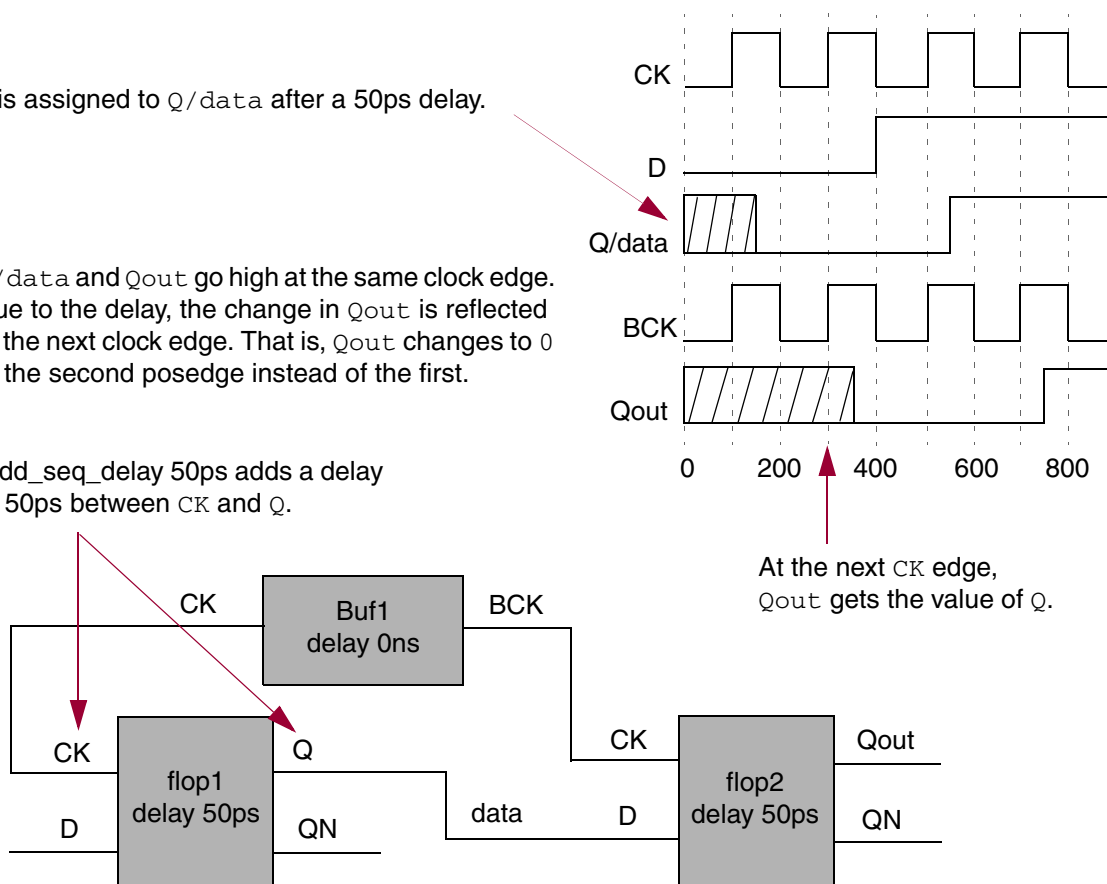 CK
is assigned to Q/data after a 50ps delay.
D
Q/data
/data and Qout go high at the same clock edge.
ue to the delay, the change in Qout is reflected
the next clock edge. That is, Qout changes to 0
the second posedge instead of the first.
BCK
Qout
0 200 400 600 800
dd_seq_delay 50ps adds a delay
50ps between CK and Q.
At the next CK edge,
Qout gets the value of Q.
CK
Buf1
delay 0ns
BCK
CK
Q
flop1
delay 50ps
D
QN
data
CK
D
flop2
delay 50ps
Qout
QN